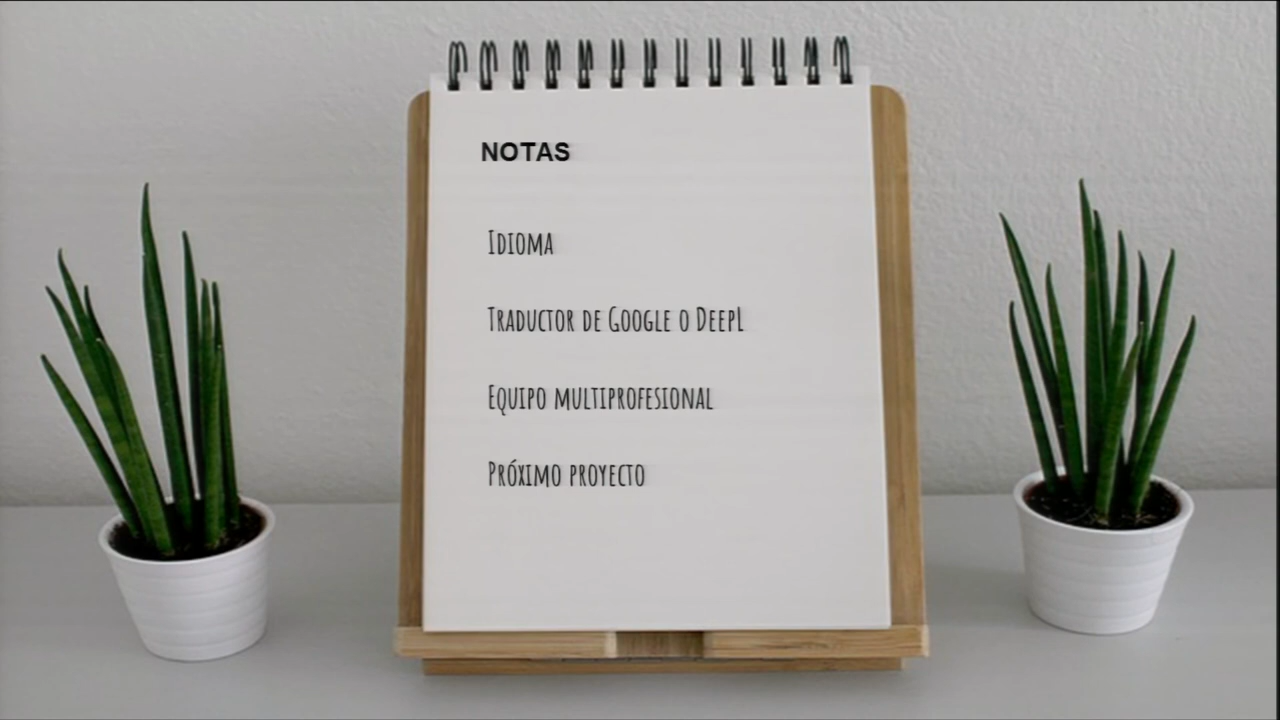 NOTAS
Idioma
Traductor de Google o DeepL
Equipo multiprofesional
Próximo proyecto